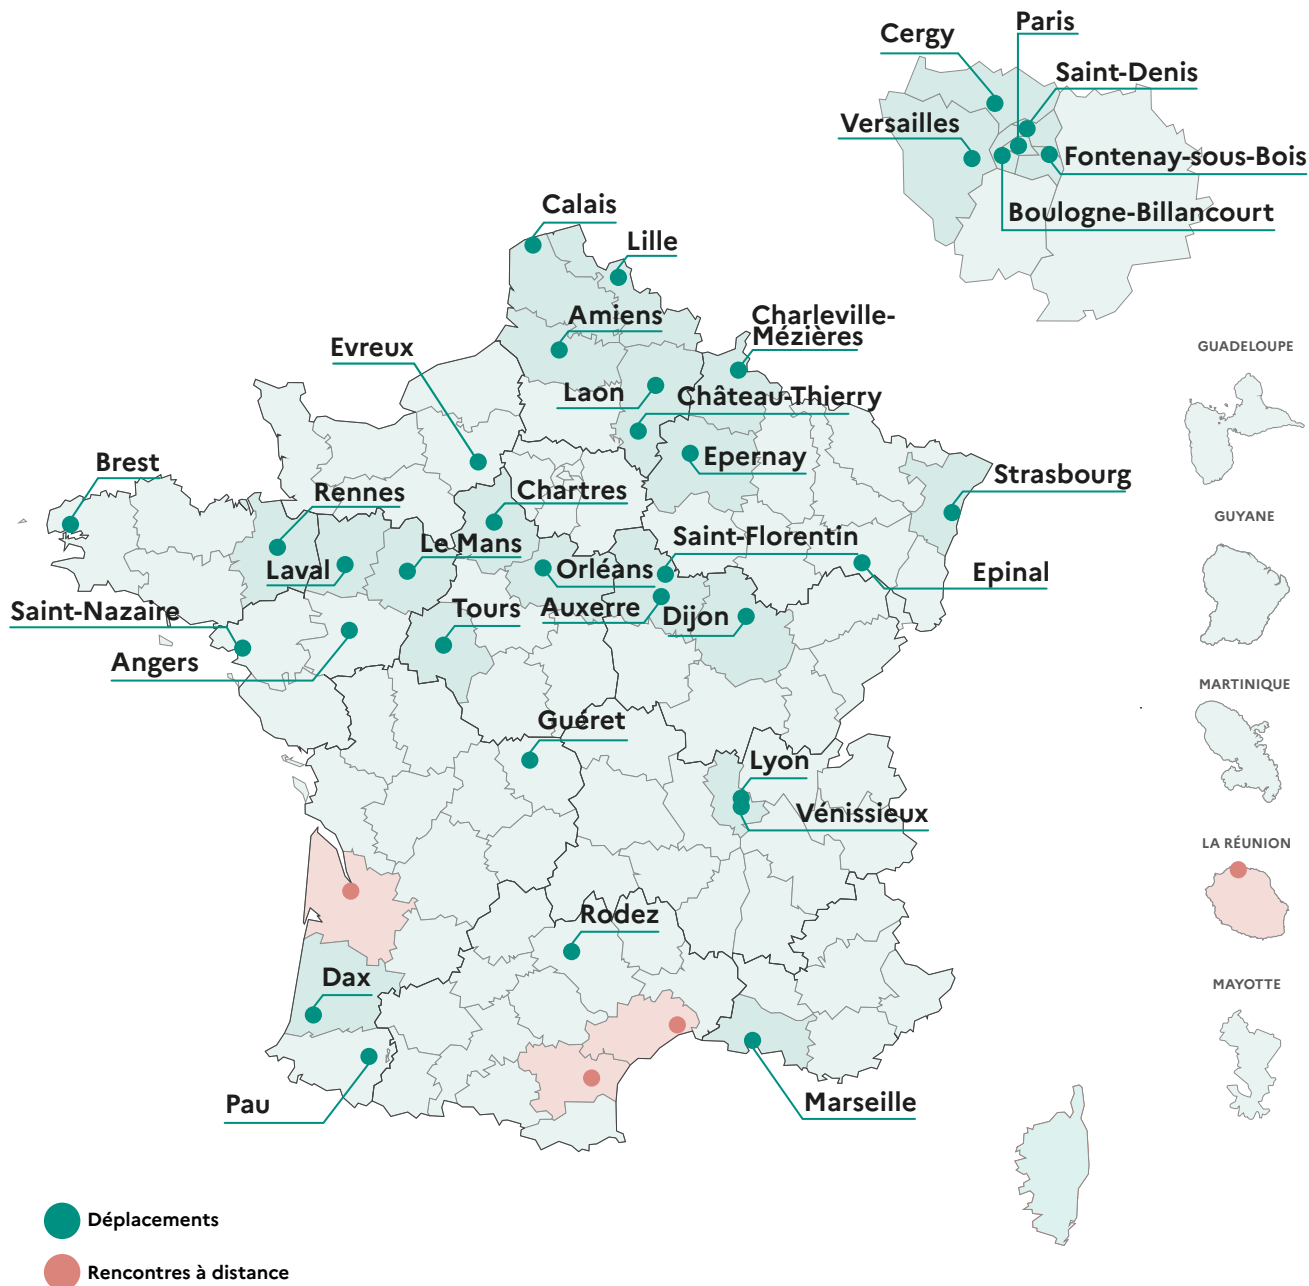 Paris
Cergy
Saint-Denis
Versailles
Fontenay-sous-Bois
Boulogne-Billancourt
Calais
Lille
Amiens
Charleville-
Mézières
Evreux
Laon
Château-Thierry
Epernay
Brest
Rennes
Chartres
Strasbourg
Le Mans
Saint-Florentin
Laval
Orléans
Epinal
Saint-Nazaire
Tours
Auxerre
Dijon
Angers
Guéret
Lyon
Vénissieux
Rodez
Dax
Pau
Marseille
GUADELOUPE
GUYANE
MARTINIQUE
LA RÉUNION
MAYOTTE
Déplacements
Rencontres à distance